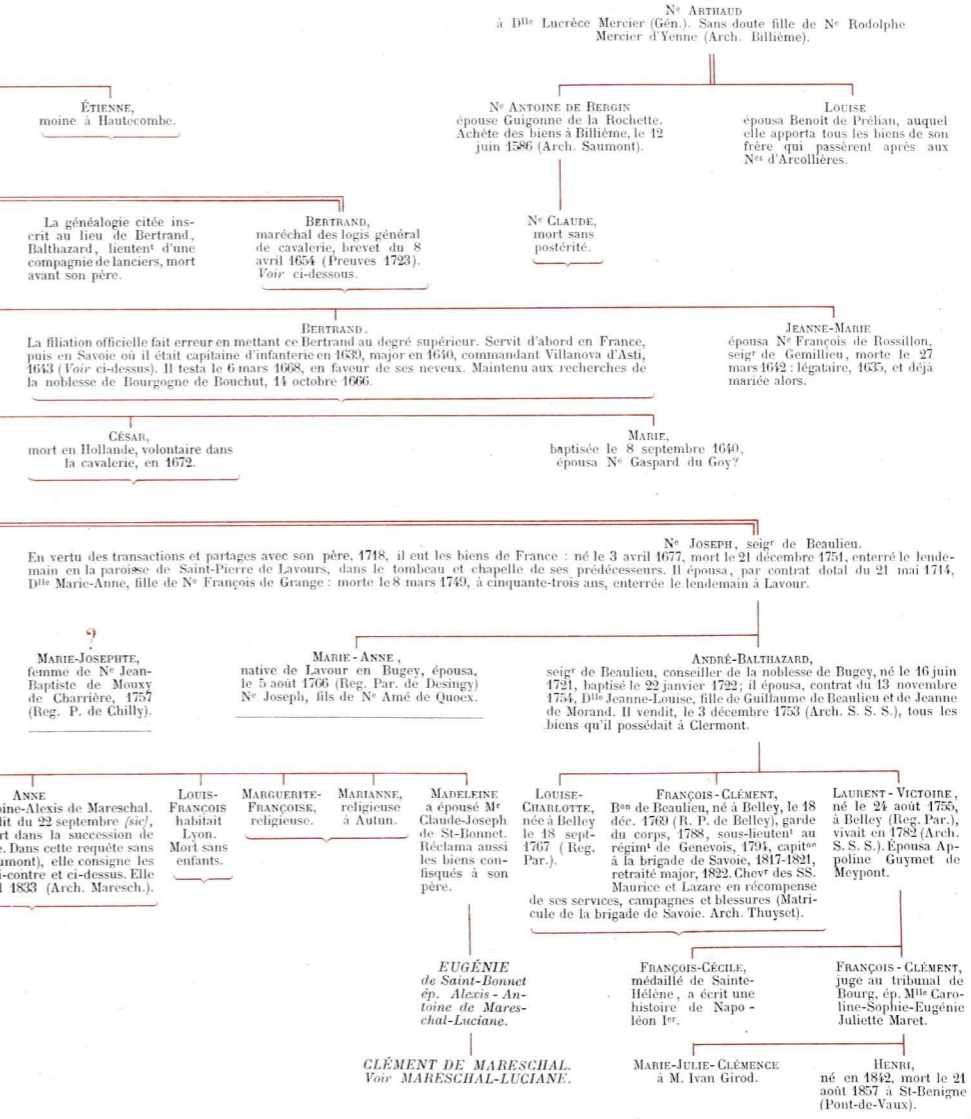 Nᵉ ARTHAUD
à Dˡˡᵉ Lucrèce Mercier (Gén.). Sans doute fille de Nᵉ Rodolphe
Mercier d'Yenne (Arch. Billième).
ÉTIENNE,
moine à Hautecombe.
Nᵉ ANTOINE DE BERGIN
épouse Guigonne de la Rochette.
Achète des biens à Billième, le 12
juin 1586 (Arch. Saumont).
LOUISE
épousa Benoît de Prélian, auquel
elle apporta tous les biens de son
frère qui passèrent après aux
Nᵉˢ d'Arcollières.
La généalogie citée ins-
crit au lieu de Bertrand,
Balthazard, lieutenᵗ d'une
compagnie de lanciers, mort
avant son père.
BERTRAND,
maréchal des logis général
de cavalerie, brevet du 8
avril 1654 (Preuves 1723).
Voir ci-dessous.
Nᵉ CLAUDE,
mort sans
postérité.
BERTRAND.
La filiation officielle fait erreur en mettant ce Bertrand au degré supérieur. Servit d'abord en France,
puis en Savoie où il était capitaine d'infanterie en 1639, major en 1640, commandant Villanova d'Asti,
1643 (Voir ci-dessus). Il testa le 6 mars 1668, en faveur de ses neveux. Maintenu aux recherches de
la noblesse de Bourgogne de Bouchut, 14 octobre 1666.
JEANNE-MARIE
épousa Nᵉ François de Rossillon,
seigʳ de Gemillieu, morte le 27
mars 1642 : légataire, 1635, et déjà
mariée alors.
CÉSAR,
mort en Hollande, volontaire dans
la cavalerie, en 1672.
MARIE,
baptisée le 8 septembre 1640,
épousa Nᵉ Gaspard du Goy?
Nᵉ JOSEPH, seigʳ de Beaulieu.
En vertu des transactions et partages avec son père, 1718, il eut les biens de France : né le 3 avril 1677, mort le 21 décembre 1751, enterré le lende-
main en la paroisse de Saint-Pierre de Lavours, dans le tombeau et chapelle de ses prédécesseurs. Il épousa, par contrat dotal du 21 mai 1714,
Dˡˡᵉ Marie-Anne, fille de Nᵉ François de Grange : morte le 8 mars 1749, à cinquante-trois ans, enterrée le lendemain à Lavour.
?
MARIE-JOSEPHTE,
femme de Nᵉ Jean-
Baptiste de Mouxy
de Charrière, 1757
(Reg. P. de Chilly).
MARIE-ANNE,
native de Lavour en Bugey, épousa,
le 5 août 1766 (Reg. Par. de Desingy)
Nᵉ Joseph, fils de Nᵉ Amé de Quoex.
ANDRÉ-BALTHAZARD,
seigʳ de Beaulieu, conseiller de la noblesse de Bugey, né le 16 juin
1721, baptisé le 22 janvier 1722; il épousa, contrat du 13 novembre
1754, Dˡˡᵉ Jeanne-Louise, fille de Guillaume de Beaulieu et de Jeanne
de Morand. Il vendit, le 3 décembre 1753 (Arch. S. S. S.), tous les
biens qu'il possédait à Clermont.
ANNE
oine-Alexis de Mareschal.
dit du 22 septembre (sic),
rt dans la succession de
e. Dans cette requête sans
umont), elle consigne les
i-contre et ci-dessus. Elle
l 1833 (Arch. Maresch.).
LOUIS-
FRANÇOIS
habitait
Lyon.
Mort sans
enfants.
MARGUERITE-
FRANÇOISE,
religieuse.
MARIANNE,
religieuse
à Autun.
MADELEINE
a épousé Mʳ
Claude-Joseph
de St-Bonnet.
Réclama aussi
les biens con-
fisqués à son
père.
LOUISE-
CHARLOTTE,
née à Belley
le 18 sept-
1767 (Reg.
Par.).
FRANÇOIS-CLÉMENT,
Bᵒⁿ de Beaulieu, né à Belley, le 18
déc. 1769 (R. P. de Belley), garde
du corps, 1788, sous-lieutenᵗ au
régimᵗ de Genevois, 1794, capitⁿᵉ
à la brigade de Savoie, 1817-1821,
retraité major, 1822. Chevʳ des SS.
Maurice et Lazare en récompense
de ses services, campagnes et blessures (Matri-
cule de la brigade de Savoie. Arch. Thuyset).
LAURENT-VICTOIRE,
né le 24 août 1755,
à Belley (Reg. Par.),
vivait en 1782 (Arch.
S. S. S.). Épousa Ap-
poline Guymet de
Meypont.
EUGÉNIE
de Saint-Bonnet
ép. Alexis-An-
toine de Mares-
chal-Luciane.
FRANÇOIS-CÉCILE,
médaillé de Sainte-
Hélène, a écrit une
histoire de Napo-
léon Iᵉʳ.
FRANÇOIS-CLÉMENT,
juge au tribunal de
Bourg, ép. Mˡˡᵉ Caro-
line-Sophie-Eugénie
Juliette Maret.
CLÉMENT DE MARESCHAL.
Voir MARESCHAL-LUCIANE.
MARIE-JULIE-CLÉMENCE
à M. Ivan Girod.
HENRI,
né en 1842, mort le 21
août 1857 à St-Benigne
(Pont-de-Vaux).